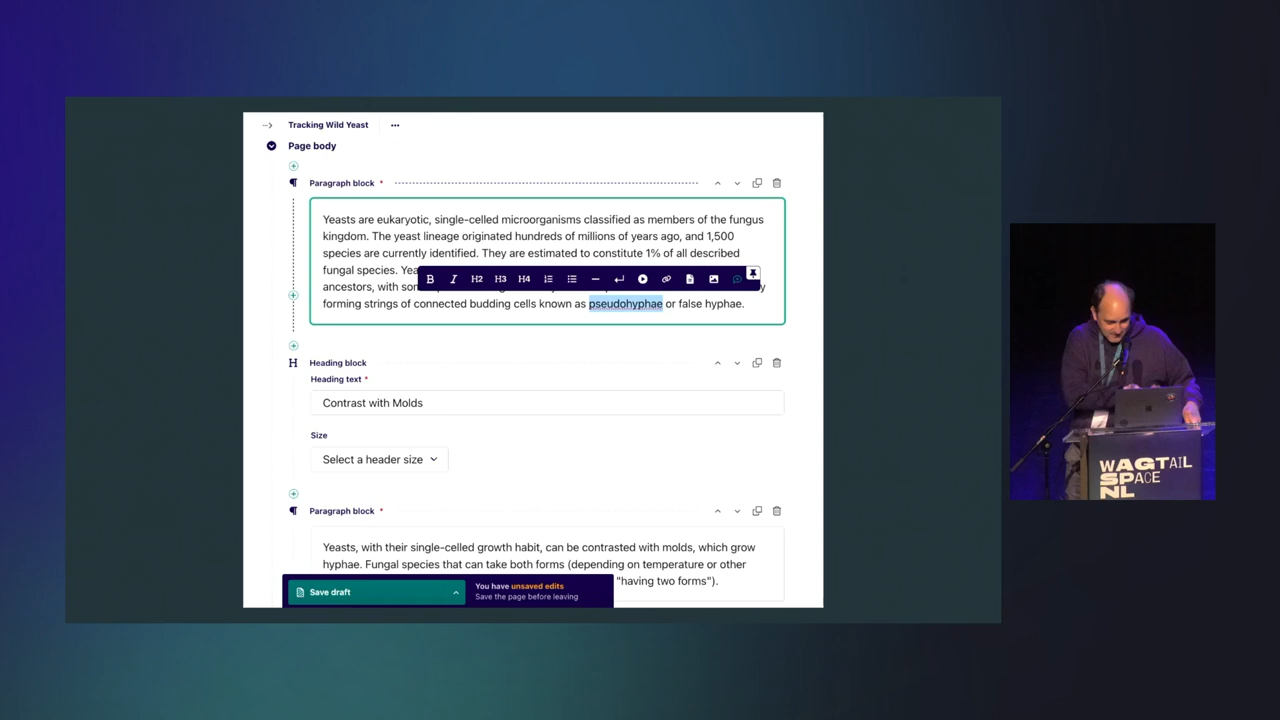 Tracking Wild Yeast
Page body
Paragraph block *
Yeasts are eukaryotic, single-celled microorganisms classified as members of the fungus
kingdom. The yeast lineage originated hundreds of millions of years ago, and 1,500
species are currently identified. They are estimated to constitute 1% of all described
fungal species. Yea
B I H2 H3 H4
ancestors, with som
forming strings of connected budding cells known as pseudohyphae or false hyphae.
Heading block
Heading text *
Contrast with Molds
Size
Select a header size
Paragraph block *
Yeasts, with their single-celled growth habit, can be contrasted with molds, which grow
hyphae. Fungal species that can take both forms (depending on temperature or other
"having two forms").
Save draft
You have unsaved edits
Save the page before leaving
WAGTAIL
SPACE
NL